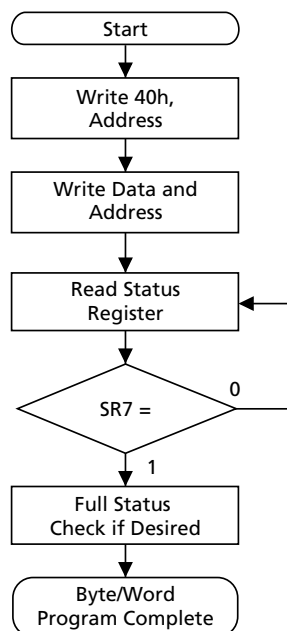 Start
Write 40h,
Address
Write Data and
Address
Read Status
Register
SR7 =
0
1
Full Status
Check if Desired
Byte/Word
Program Complete